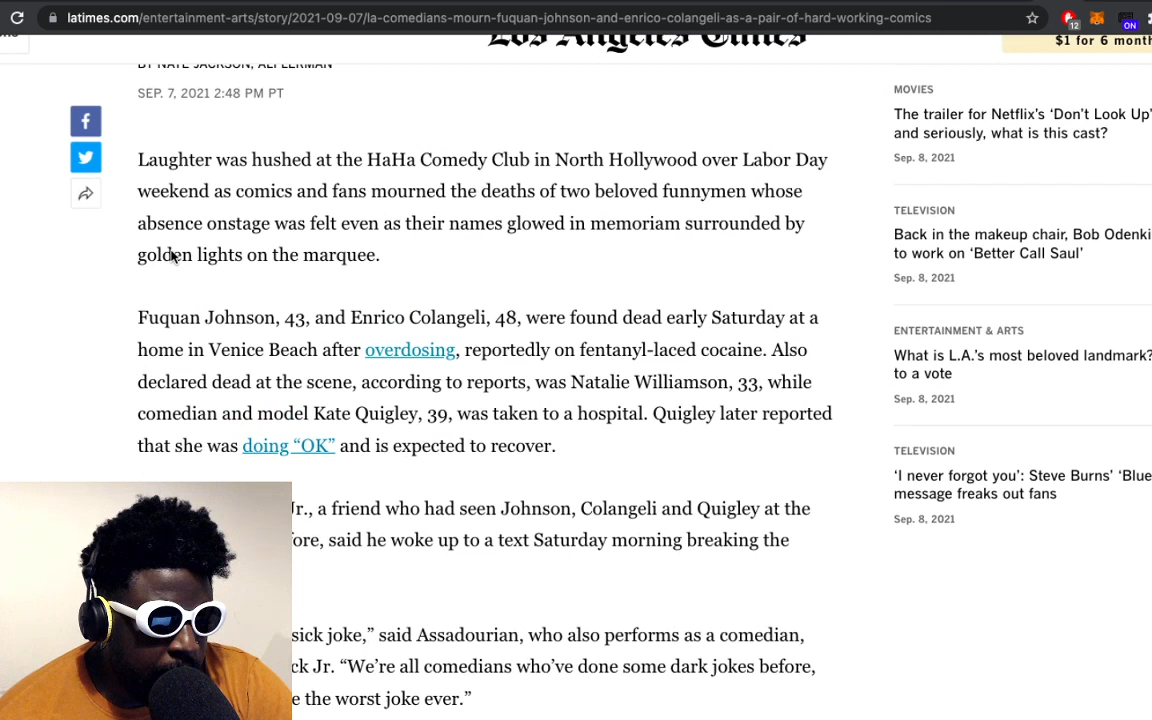 latimes.com/entertainment-arts/story/2021-09-07/la-comedians-mourn-fuquan-johnson-and-enrico-colangeli-as-a-pair-of-hard-working-comics
12
ON
Los Angeles Times
$1 for 6 month
BY NATE JACKSON, ALI LERMAN
SEP. 7, 2021 2:48 PM PT
Laughter was hushed at the HaHa Comedy Club in North Hollywood over Labor Day
weekend as comics and fans mourned the deaths of two beloved funnymen whose
absence onstage was felt even as their names glowed in memoriam surrounded by
golden lights on the marquee.
Fuquan Johnson, 43, and Enrico Colangeli, 48, were found dead early Saturday at a
home in Venice Beach after overdosing, reportedly on fentanyl-laced cocaine. Also
declared dead at the scene, according to reports, was Natalie Williamson, 33, while
comedian and model Kate Quigley, 39, was taken to a hospital. Quigley later reported
that she was doing “OK” and is expected to recover.
Jr., a friend who had seen Johnson, Colangeli and Quigley at the
fore, said he woke up to a text Saturday morning breaking the
sick joke,” said Assadourian, who also performs as a comedian,
ck Jr. “We’re all comedians who’ve done some dark jokes before,
e the worst joke ever.”
MOVIES
The trailer for Netflix’s ‘Don’t Look Up’
and seriously, what is this cast?
Sep. 8, 2021
TELEVISION
Back in the makeup chair, Bob Odenki
to work on ‘Better Call Saul’
Sep. 8, 2021
ENTERTAINMENT & ARTS
What is L.A.’s most beloved landmark?
to a vote
Sep. 8, 2021
TELEVISION
‘I never forgot you’: Steve Burns’ ‘Blue
message freaks out fans
Sep. 8, 2021